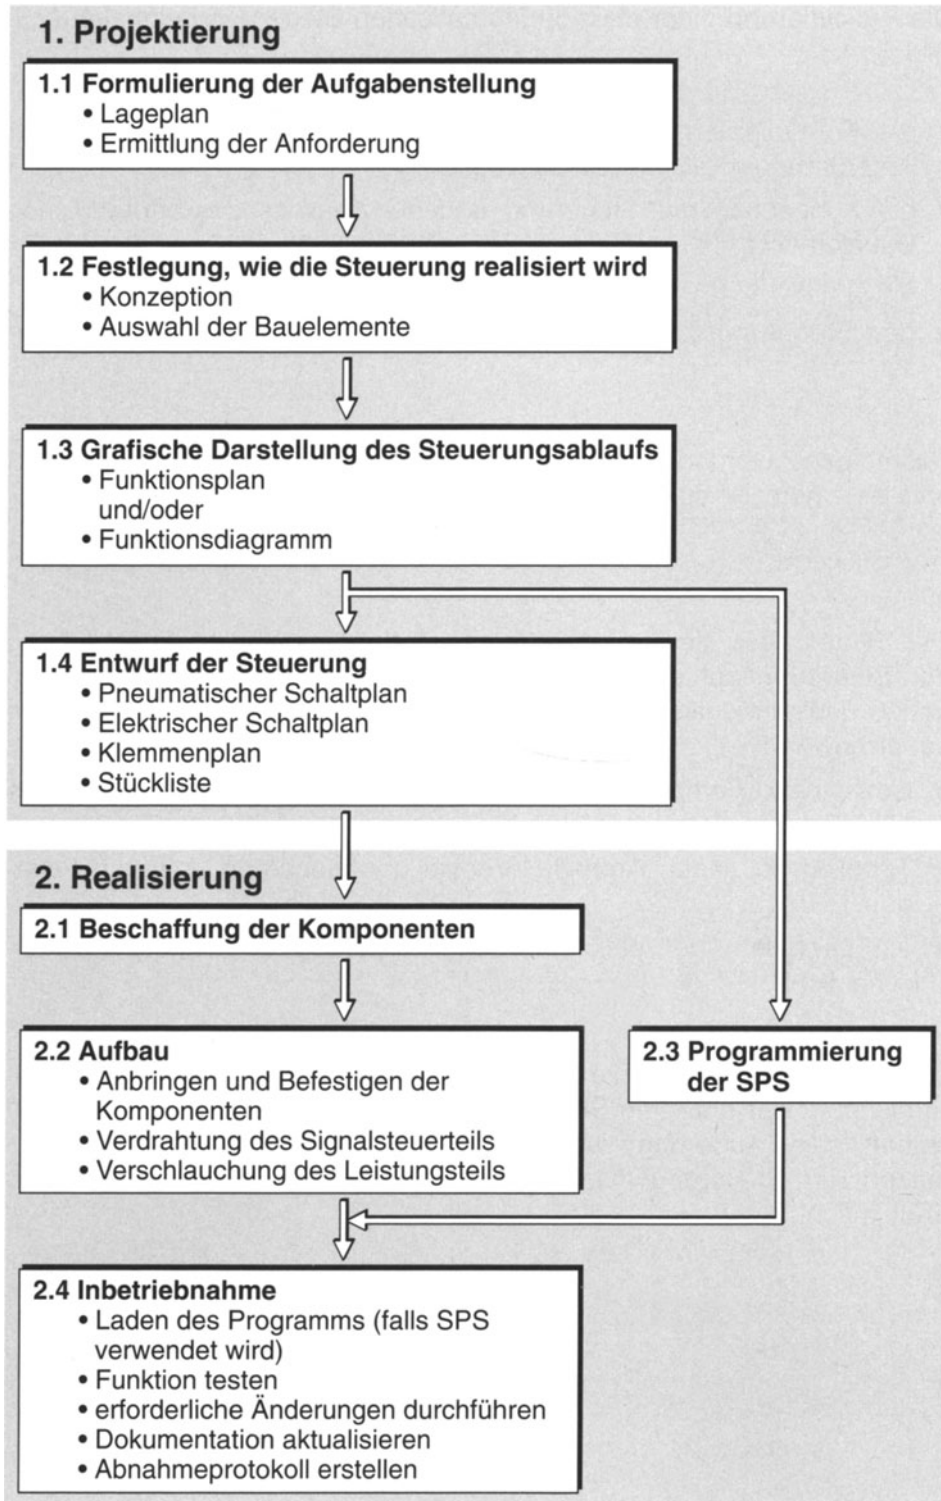 1. Projektierung
1.1 Formulierung der Aufgabenstellung
• Lageplan
• Ermittlung der Anforderung
1.2 Festlegung, wie die Steuerung realisiert wird
• Konzeption
• Auswahl der Bauelemente
1.3 Grafische Darstellung des Steuerungsablaufs
• Funktionsplan
und/oder
• Funktionsdiagramm
1.4 Entwurf der Steuerung
• Pneumatischer Schaltplan
• Elektrischer Schaltplan
• Klemmenplan
• Stückliste
2. Realisierung
2.1 Beschaffung der Komponenten
2.2 Aufbau
• Anbringen und Befestigen der
Komponenten
• Verdrahtung des Signalsteuerteils
• Verschlauchung des Leistungsteils
2.3 Programmierung
der SPS
2.4 Inbetriebnahme
• Laden des Programms (falls SPS
verwendet wird)
• Funktion testen
• erforderliche Änderungen durchführen
• Dokumentation aktualisieren
• Abnahmeprotokoll erstellen